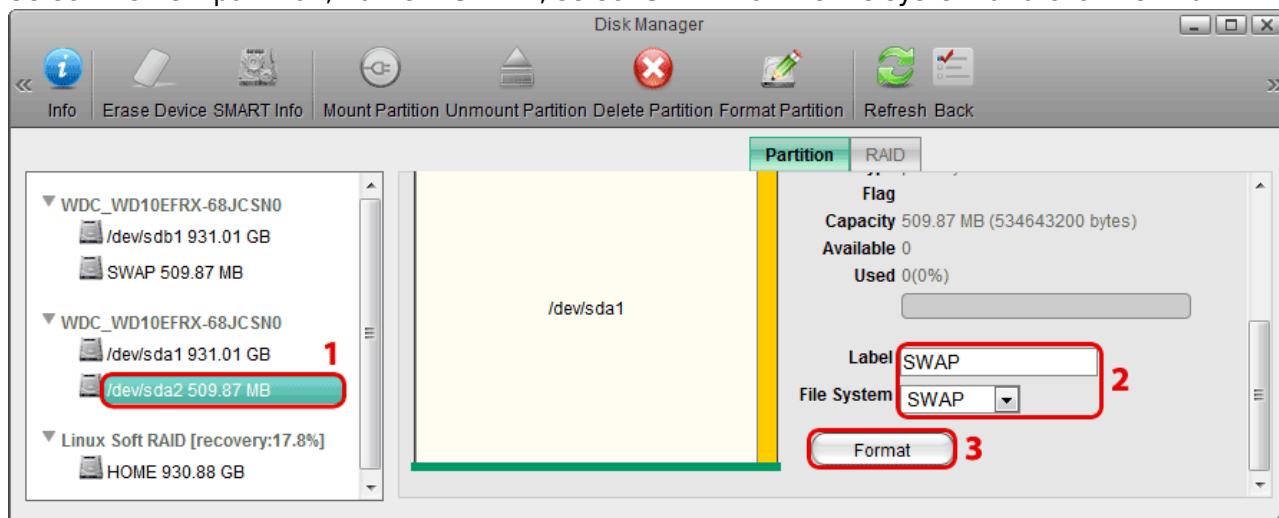 Disk Manager
Info Erase Device SMART Info Mount Partition Unmount Partition Delete Partition Format Partition Refresh Back
Partition RAID
WDC_WD10EFRX-68JCSN0
/dev/sdb1 931.01 GB
SWAP 509.87 MB
WDC_WD10EFRX-68JCSN0
/dev/sda1 931.01 GB 1
/dev/sda2 509.87 MB
Linux Soft RAID [recovery:17.8%]
HOME 930.88 GB
/dev/sda1
Flag
Capacity 509.87 MB (534643200 bytes)
Available 0
Used 0(0%)
Label SWAP
File System SWAP 2
Format 3